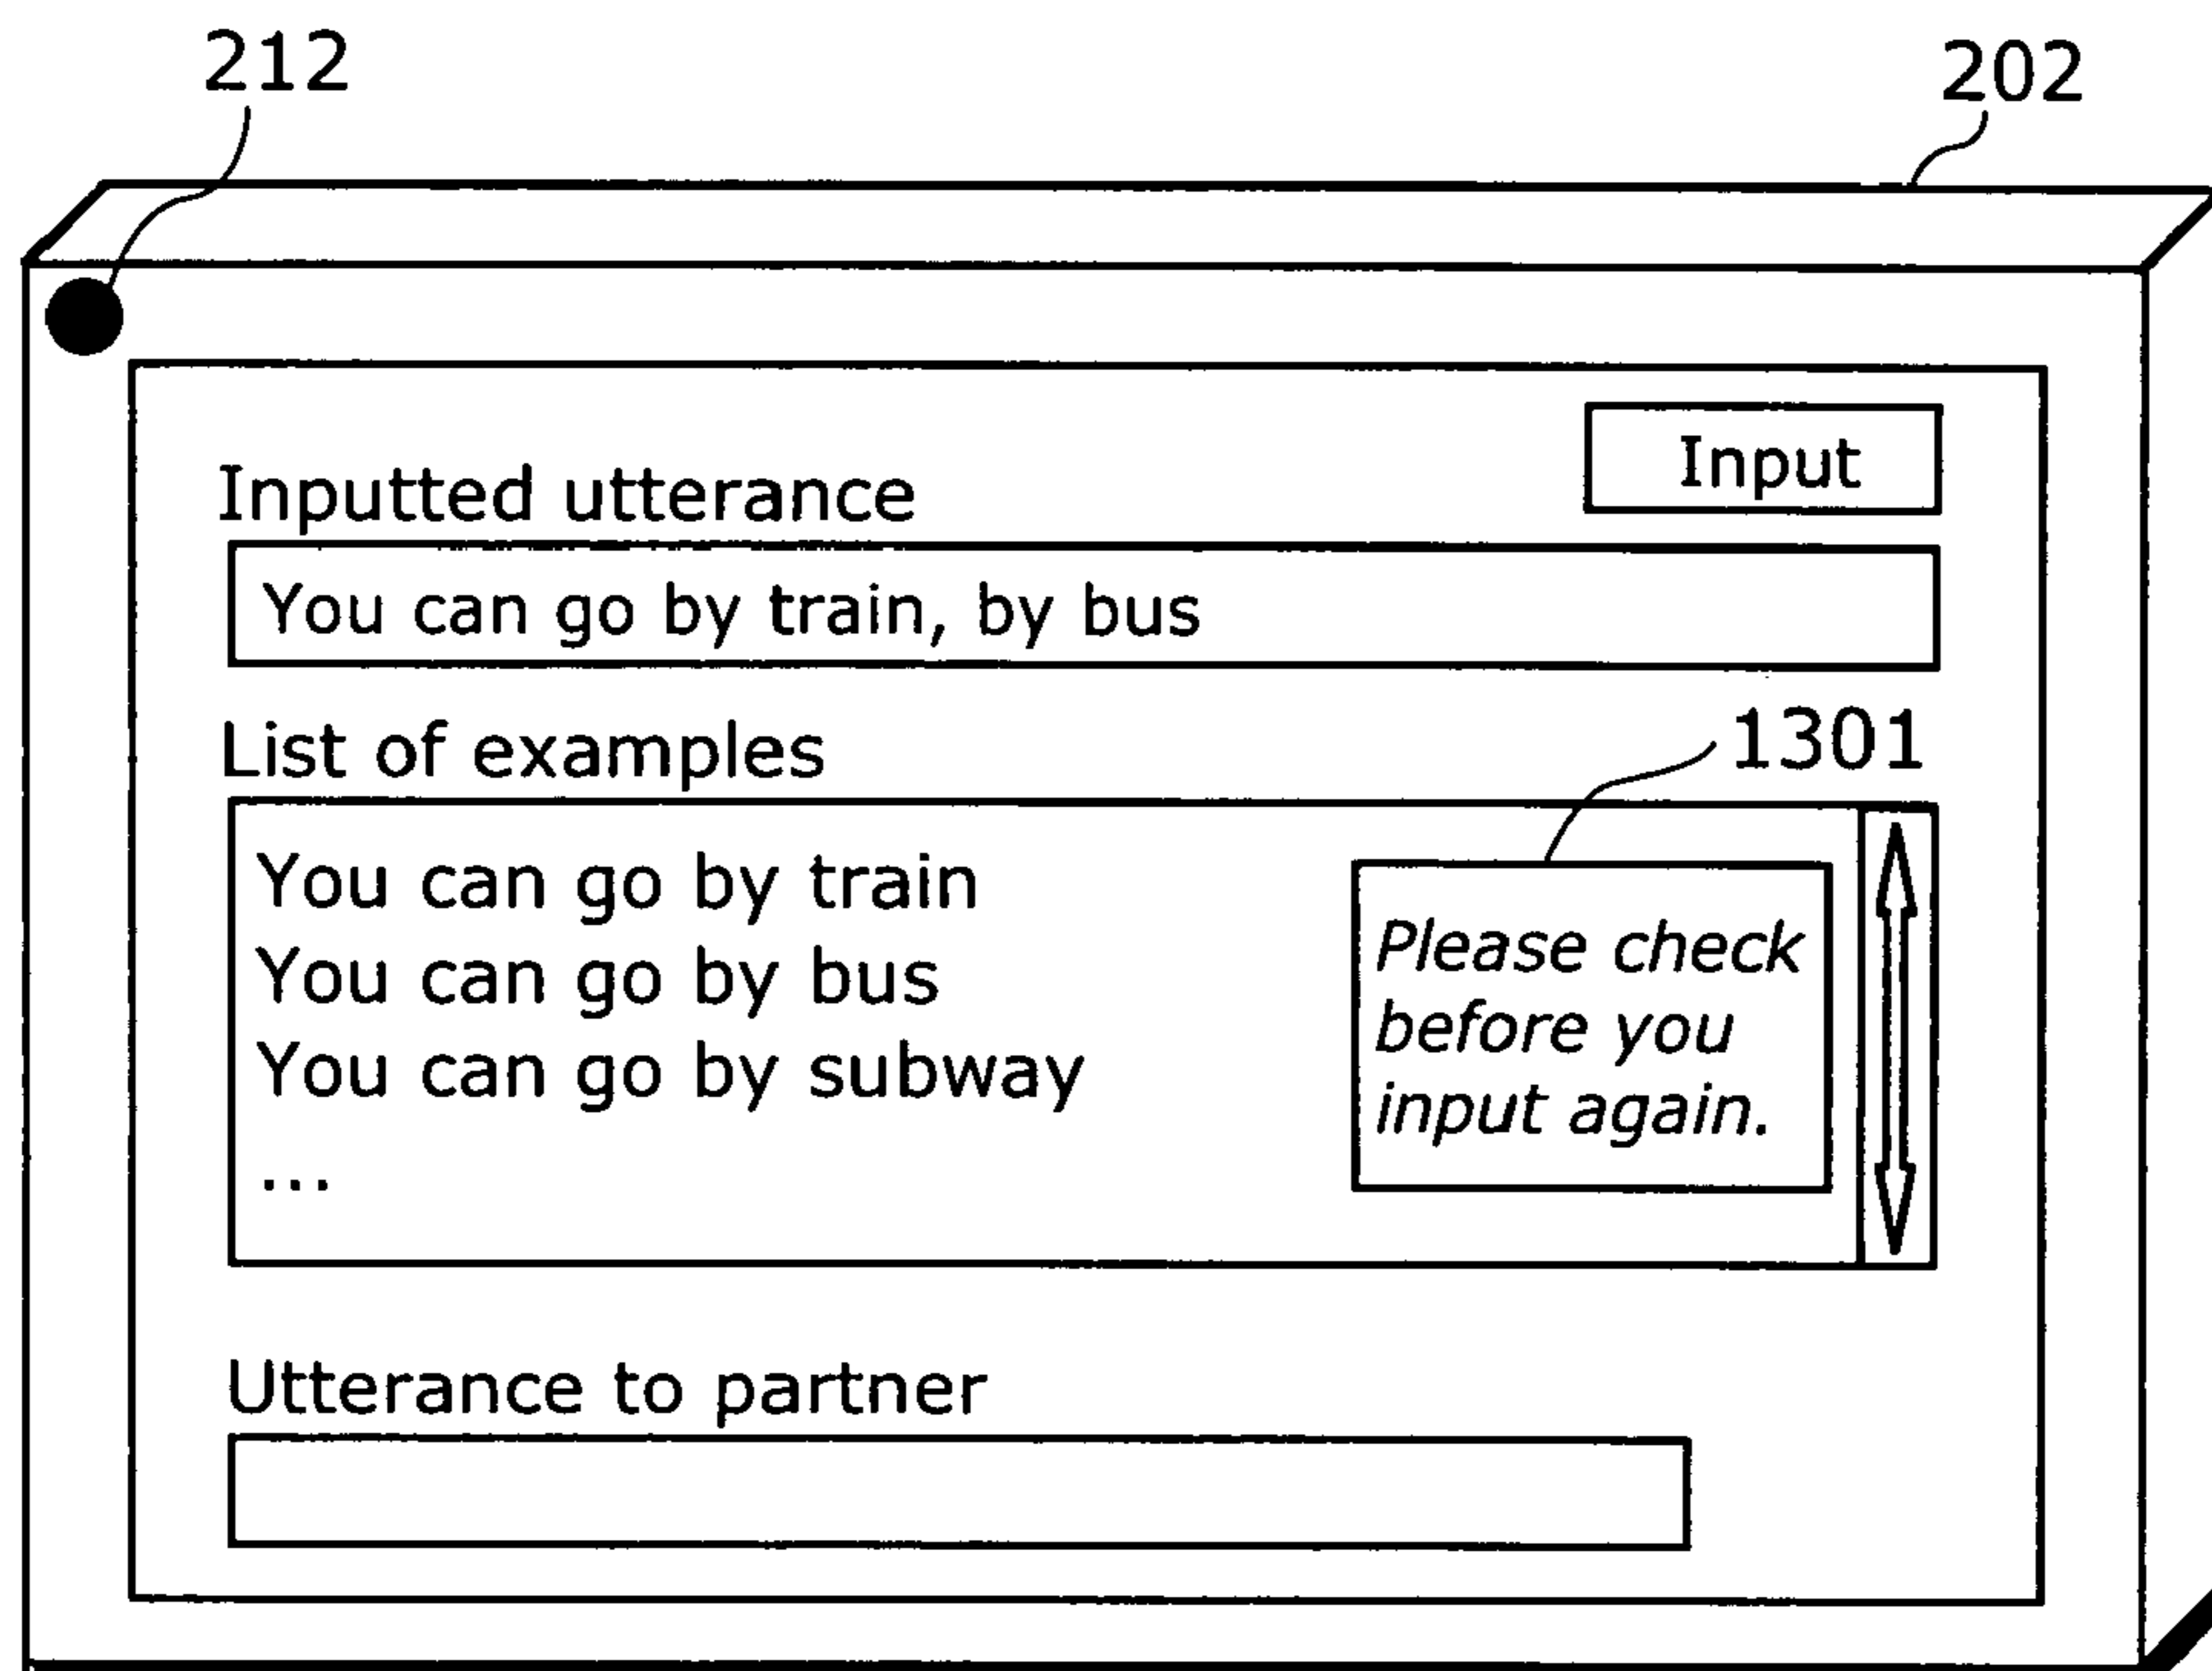 212
202
Input
Inputted utterance
You can go by train, by bus
List of examples
1301
You can go by train
You can go by bus
You can go by subway
...
Please check
before you
input again.
Utterance to partner